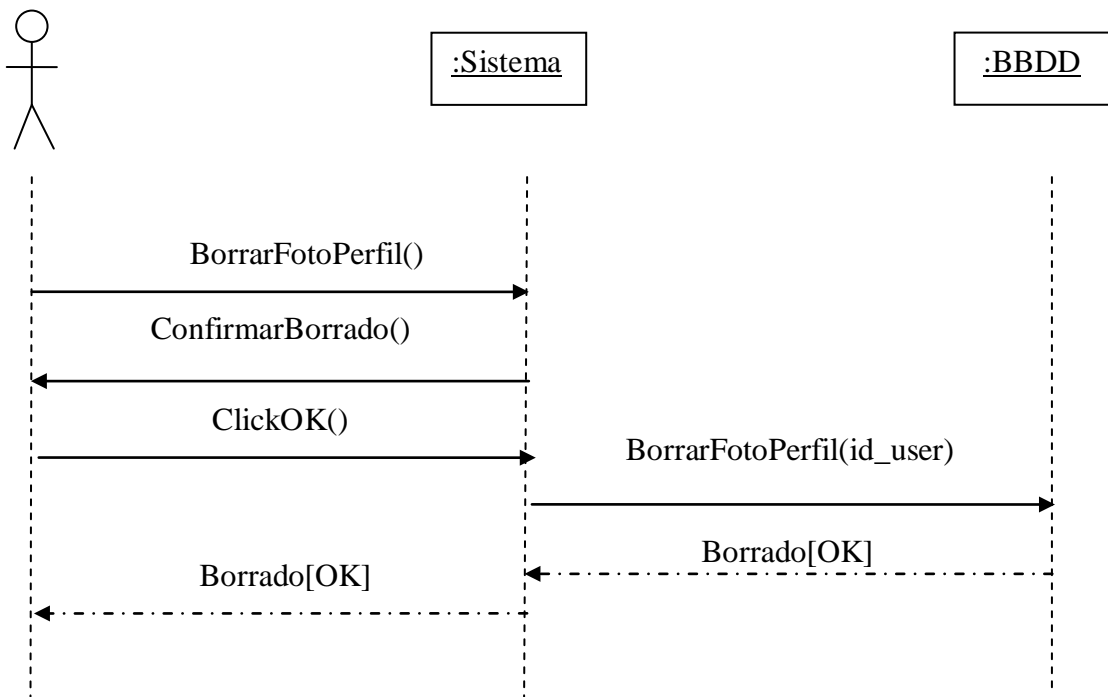 :Sistema
:BBDD
BorrarFotoPerfil()
ConfirmarBorrado()
ClickOK()
BorrarFotoPerfil(id_user)
Borrado[OK]
Borrado[OK]